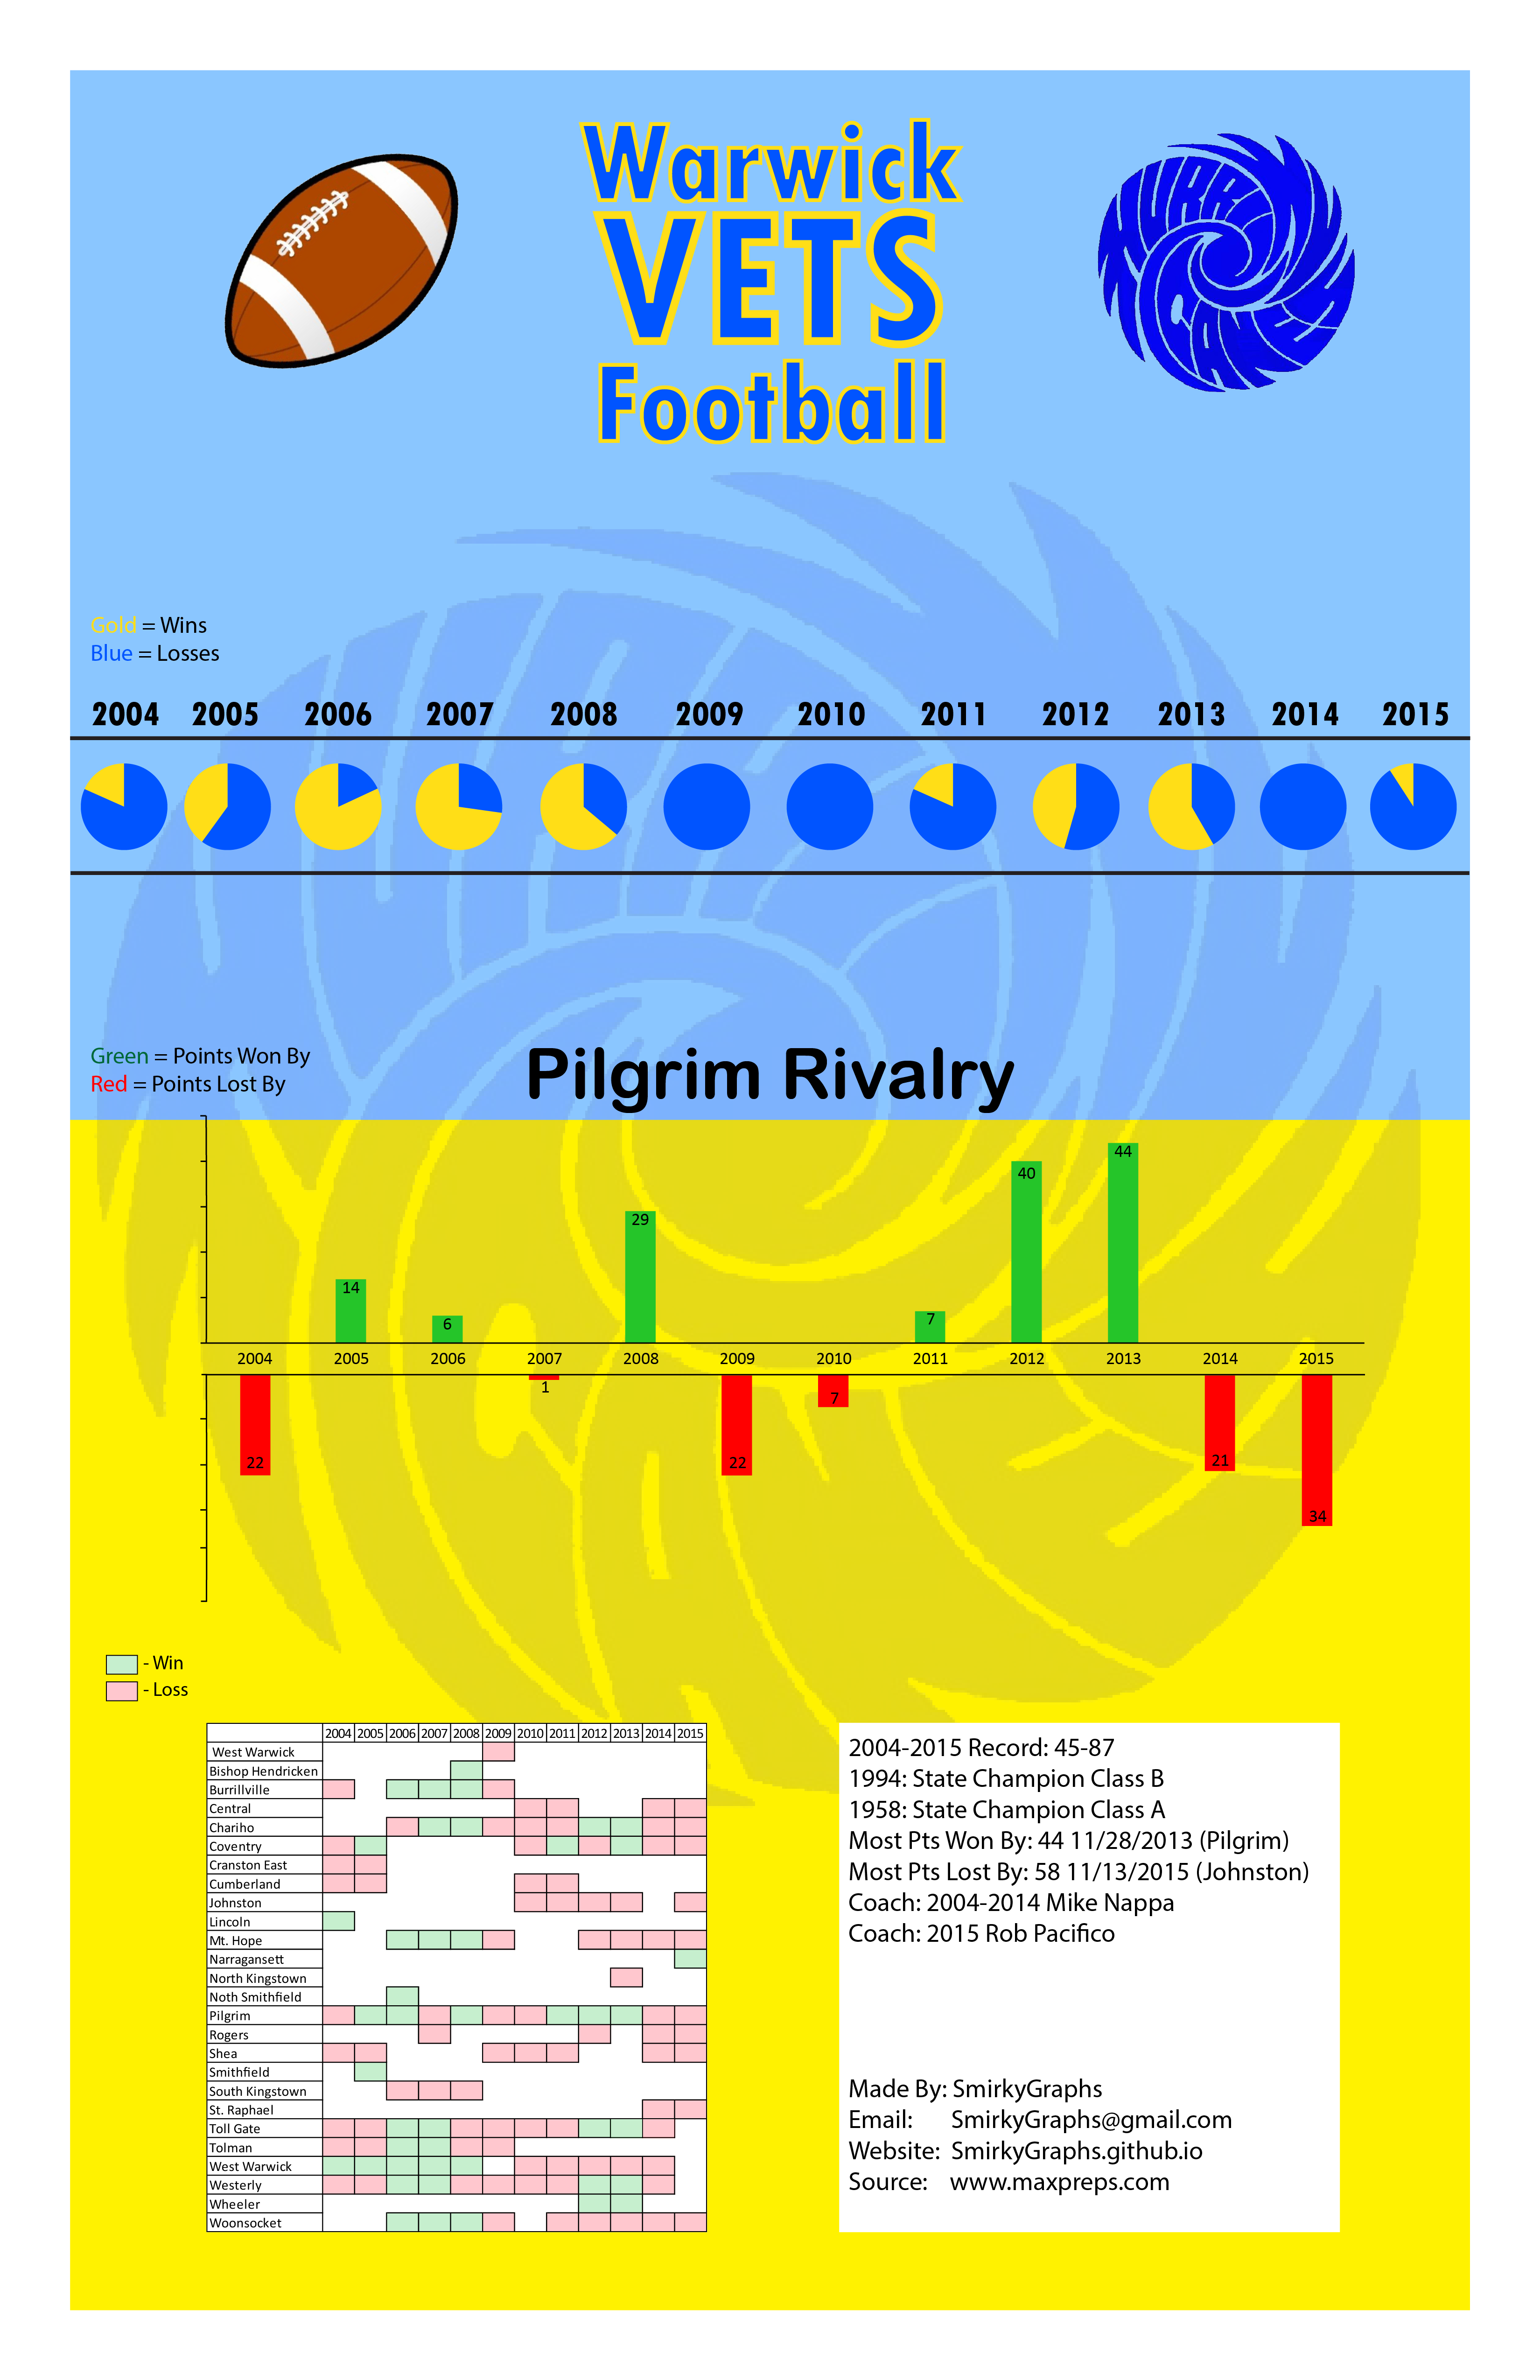 Warwick
VETS
Football
HURRI
CANES
Gold = Wins
Blue = Losses
2004 2005 2006 2007 2008 2009 2010 2011 2012 2013 2014 2015
Green = Points Won By
Red = Points Lost By
Pilgrim Rivalry
44
40
29
14
7
6
2004 2005 2006 2007 2008 2009 2010 2011 2012 2013 2014 2015
1
7
22 22 21
34
- Win
- Loss
2004 2005 2006 2007 2008 2009 2010 2011 2012 2013 2014 2015
West Warwick
Bishop Hendricken
Burrillville
Central
Chariho
Coventry
Cranston East
Cumberland
Johnston
Lincoln
Mt. Hope
Narragansett
North Kingstown
Noth Smithfield
Pilgrim
Rogers
Shea
Smithfield
South Kingstown
St. Raphael
Toll Gate
Tolman
West Warwick
Westerly
Wheeler
Woonsocket
2004-2015 Record: 45-87
1994: State Champion Class B
1958: State Champion Class A
Most Pts Won By: 44 11/28/2013 (Pilgrim)
Most Pts Lost By: 58 11/13/2015 (Johnston)
Coach: 2004-2014 Mike Nappa
Coach: 2015 Rob Pacifico
Made By: SmirkyGraphs
Email: SmirkyGraphs@gmail.com
Website: SmirkyGraphs.github.io
Source: www.maxpreps.com